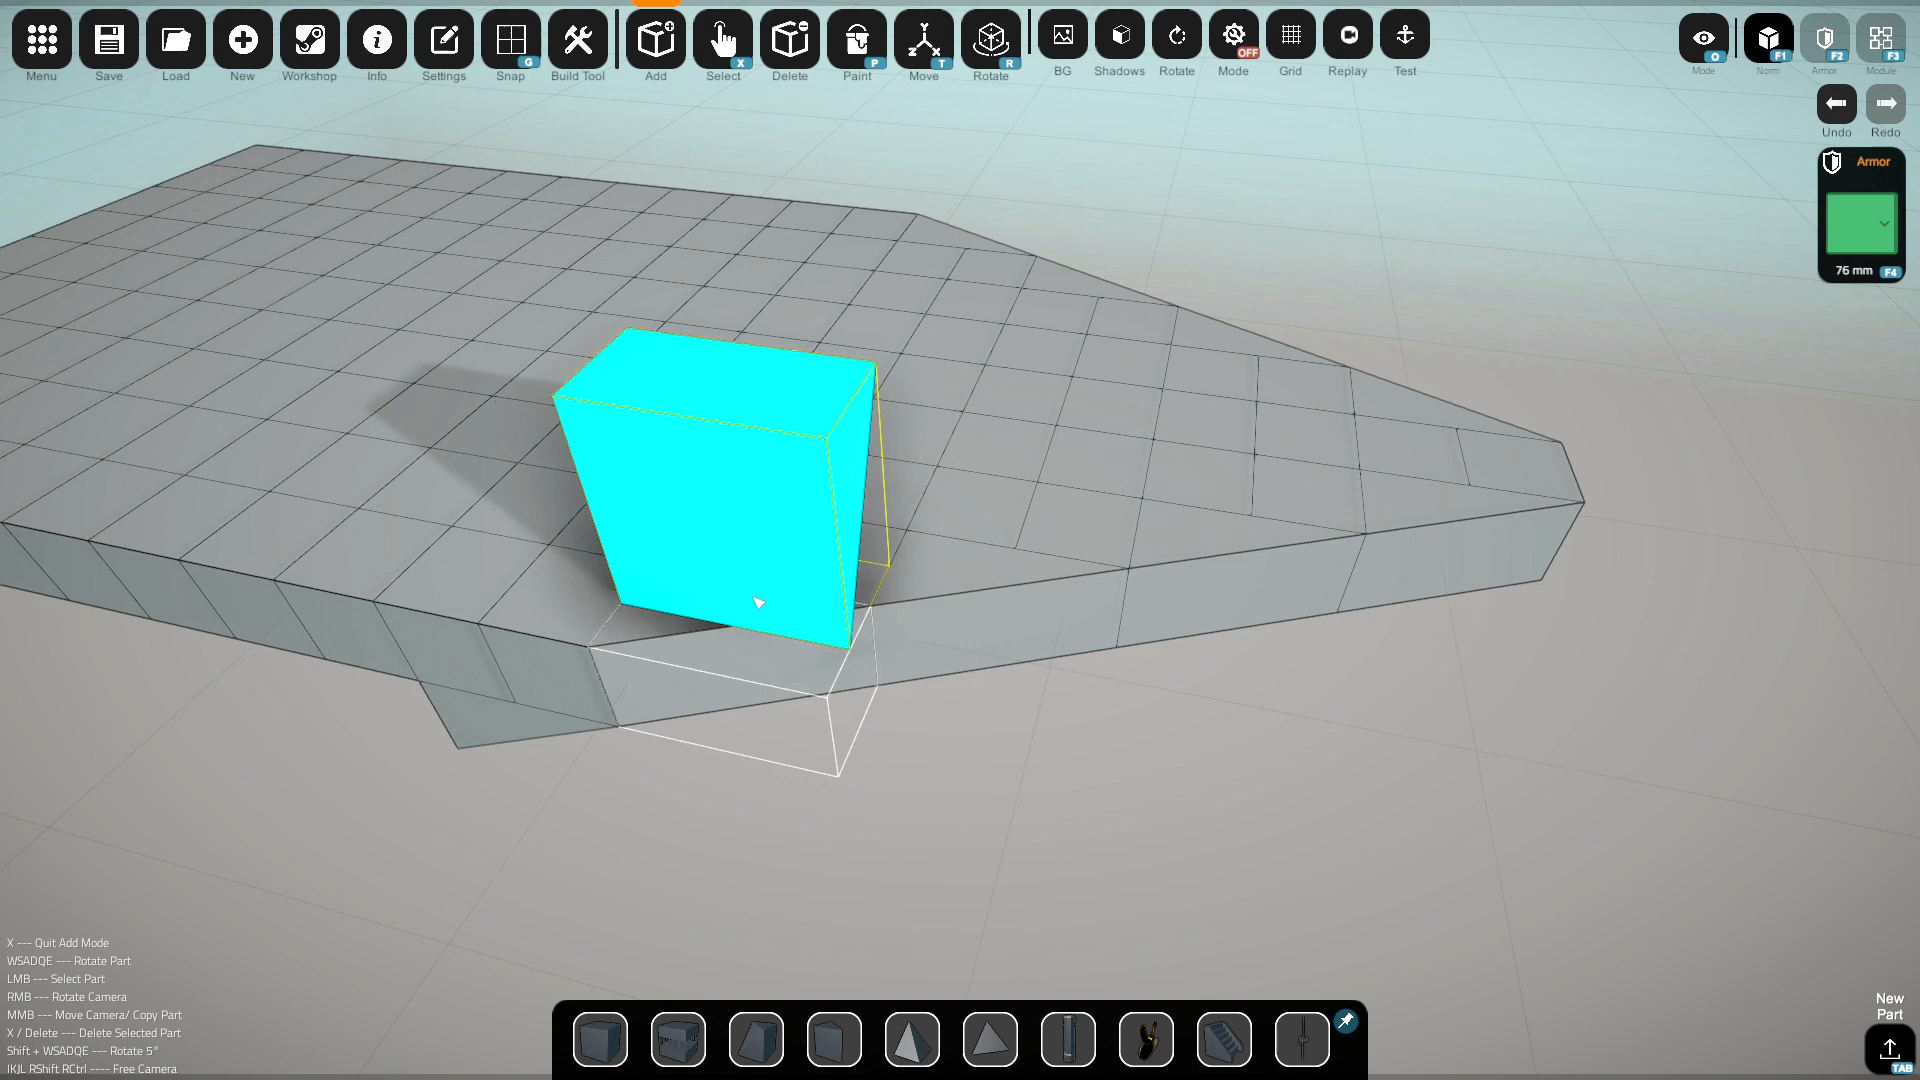 Menu
Save
Load
New
Workshop
Info
Settings
G
Snap
Build Tool
Add
X
Select
Delete
P
Paint
T
Move
R
Rotate
BG
Shadows
Rotate
OFF
Mode
Grid
Replay
Test
O
Mode
F1
Norm
F2
Armor
F3
Module
Undo
Redo
Armor
76 mm F4
X --- Quit Add Mode
WSADQE --- Rotate Part
LMB --- Select Part
RMB --- Rotate Camera
MMB --- Move Camera/ Copy Part
X / Delete --- Delete Selected Part
Shift + WSADQE --- Rotate 5°
IKJL RShift RCtrl ---- Free Camera
New
Part
TAB